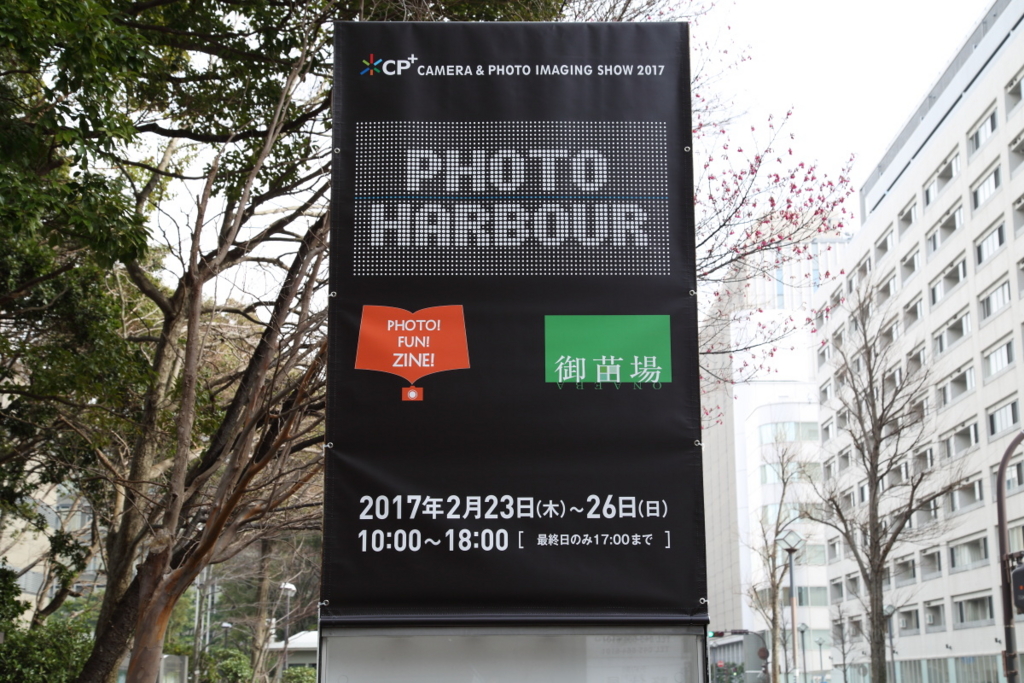 CP+ CAMERA & PHOTO IMAGING SHOW 2017
PHOTO
HARBOUR
PHOTO!
FUN!
ZINE!
御苗場
ONAEBA
2017年2月23日(木)~26日(日)
10:00~18:00 [ 最終日のみ17:00まで ]